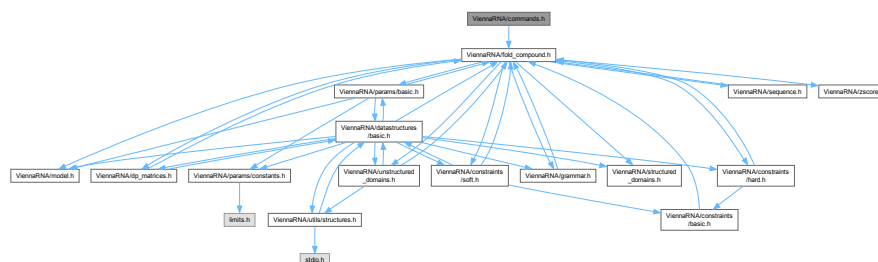 ViennaRNA/commands.h
ViennaRNA/fold_compound.h
ViennaRNA/params/basic.h
ViennaRNA/sequence.h
ViennaRNA/zscore
ViennaRNA/datastructures
/basic.h
ViennaRNA/model.h
ViennaRNA/dp_matrices.h
ViennaRNA/params/constants.h
ViennaRNA/unstructured
_domains.h
ViennaRNA/constraints
/soft.h
ViennaRNA/grammar.h
ViennaRNA/structured
_domains.h
ViennaRNA/constraints
/hard.h
limits.h
ViennaRNA/utils/structures.h
ViennaRNA/constraints
/basic.h
stdio.h